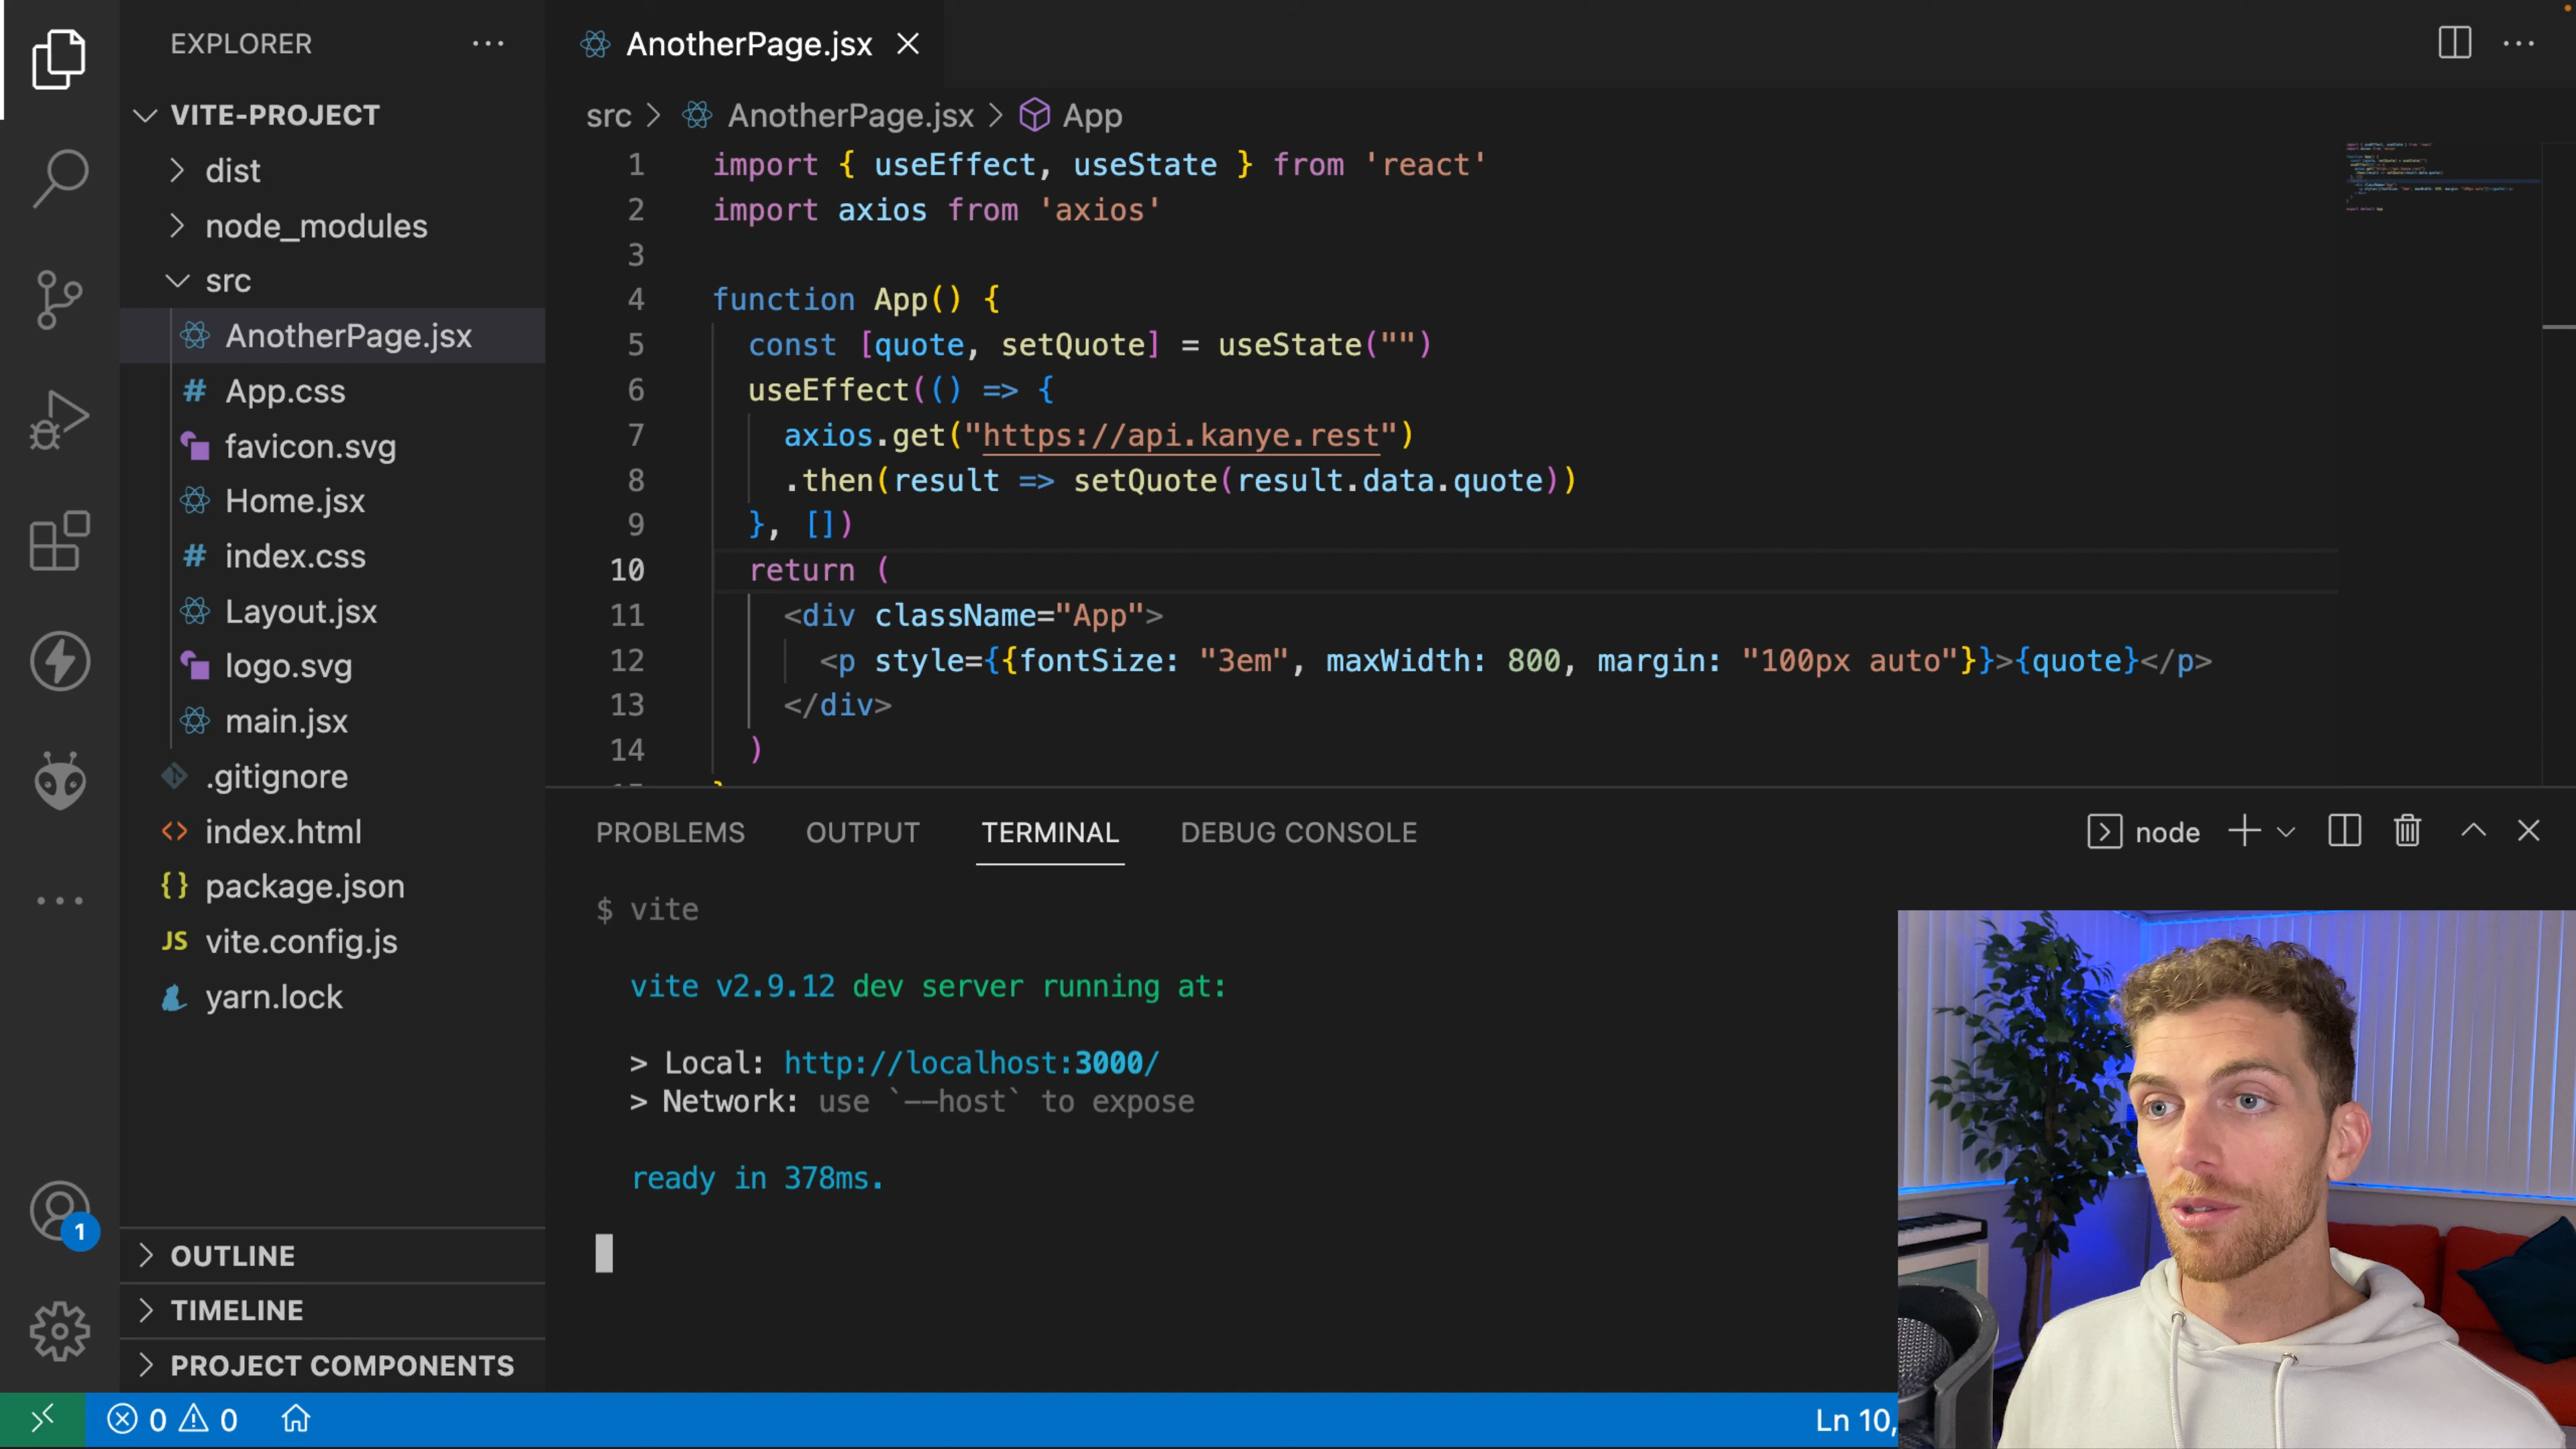 EXPLORER
VITE-PROJECT
dist
node_modules
src
AnotherPage.jsx
App.css
favicon.svg
Home.jsx
index.css
Layout.jsx
logo.svg
main.jsx
.gitignore
index.html
package.json
vite.config.js
yarn.lock
OUTLINE
TIMELINE
PROJECT COMPONENTS
1
AnotherPage.jsx
src > AnotherPage.jsx > App
1 import { useEffect, useState } from 'react'
2 import axios from 'axios'
3
4 function App() {
5 const [quote, setQuote] = useState("")
6 useEffect(() => {
7 axios.get("https://api.kanye.rest")
8 .then(result => setQuote(result.data.quote))
9 }, [])
10 return (
11 <div className="App">
12 <p style={{fontSize: "3em", maxWidth: 800, margin: "100px auto"}}>{quote}</p>
13 </div>
14 )
}
PROBLEMS OUTPUT TERMINAL DEBUG CONSOLE
node
$ vite
vite v2.9.12 dev server running at:
> Local: http://localhost:3000/
> Network: use `--host` to expose
ready in 378ms.
0 0
Ln 10,